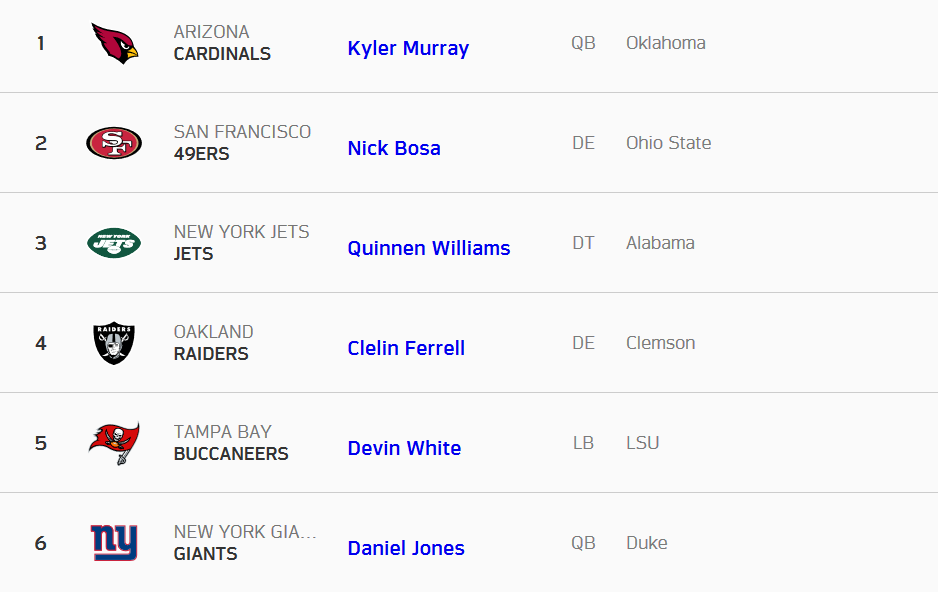 1 ARIZONA CARDINALS Kyler Murray QB Oklahoma
2 SF SAN FRANCISCO 49ERS Nick Bosa DE Ohio State
3 NEW YORK JETS NEW YORK JETS JETS Quinnen Williams DT Alabama
4 RAIDERS OAKLAND RAIDERS Clelin Ferrell DE Clemson
5 TAMPA BAY BUCCANEERS Devin White LB LSU
6 ny NEW YORK GIA... GIANTS Daniel Jones QB Duke